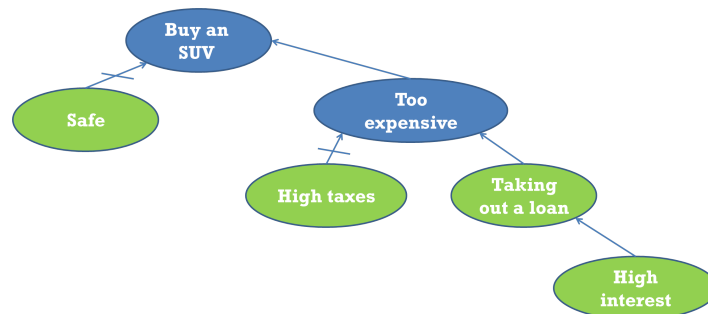 Buy an
SUV
Safe
Too
expensive
High taxes
Taking
out a loan
High
interest